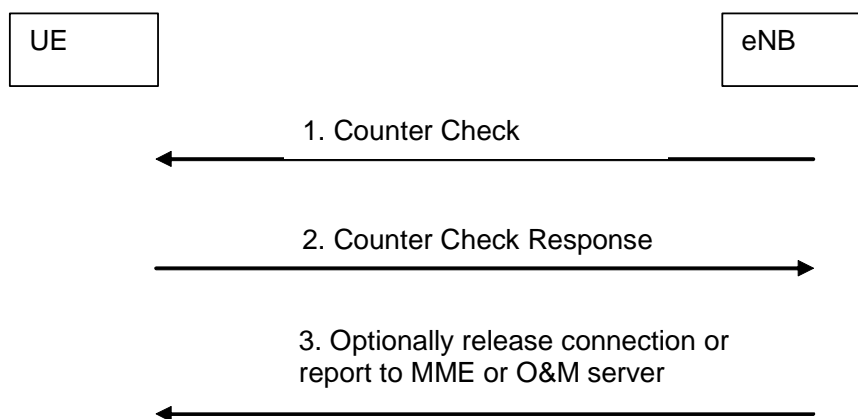 UE
eNB
1. Counter Check
2. Counter Check Response
3. Optionally release connection or
report to MME or O&M server